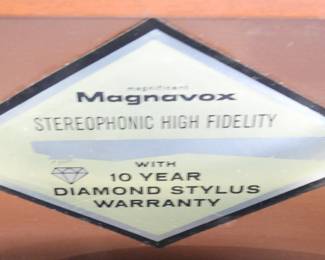 magnificent
Magnavox
STEREOPHONIC HIGH FIDELITY
WITH
10 YEAR
DIAMOND STYLUS
WARRANTY